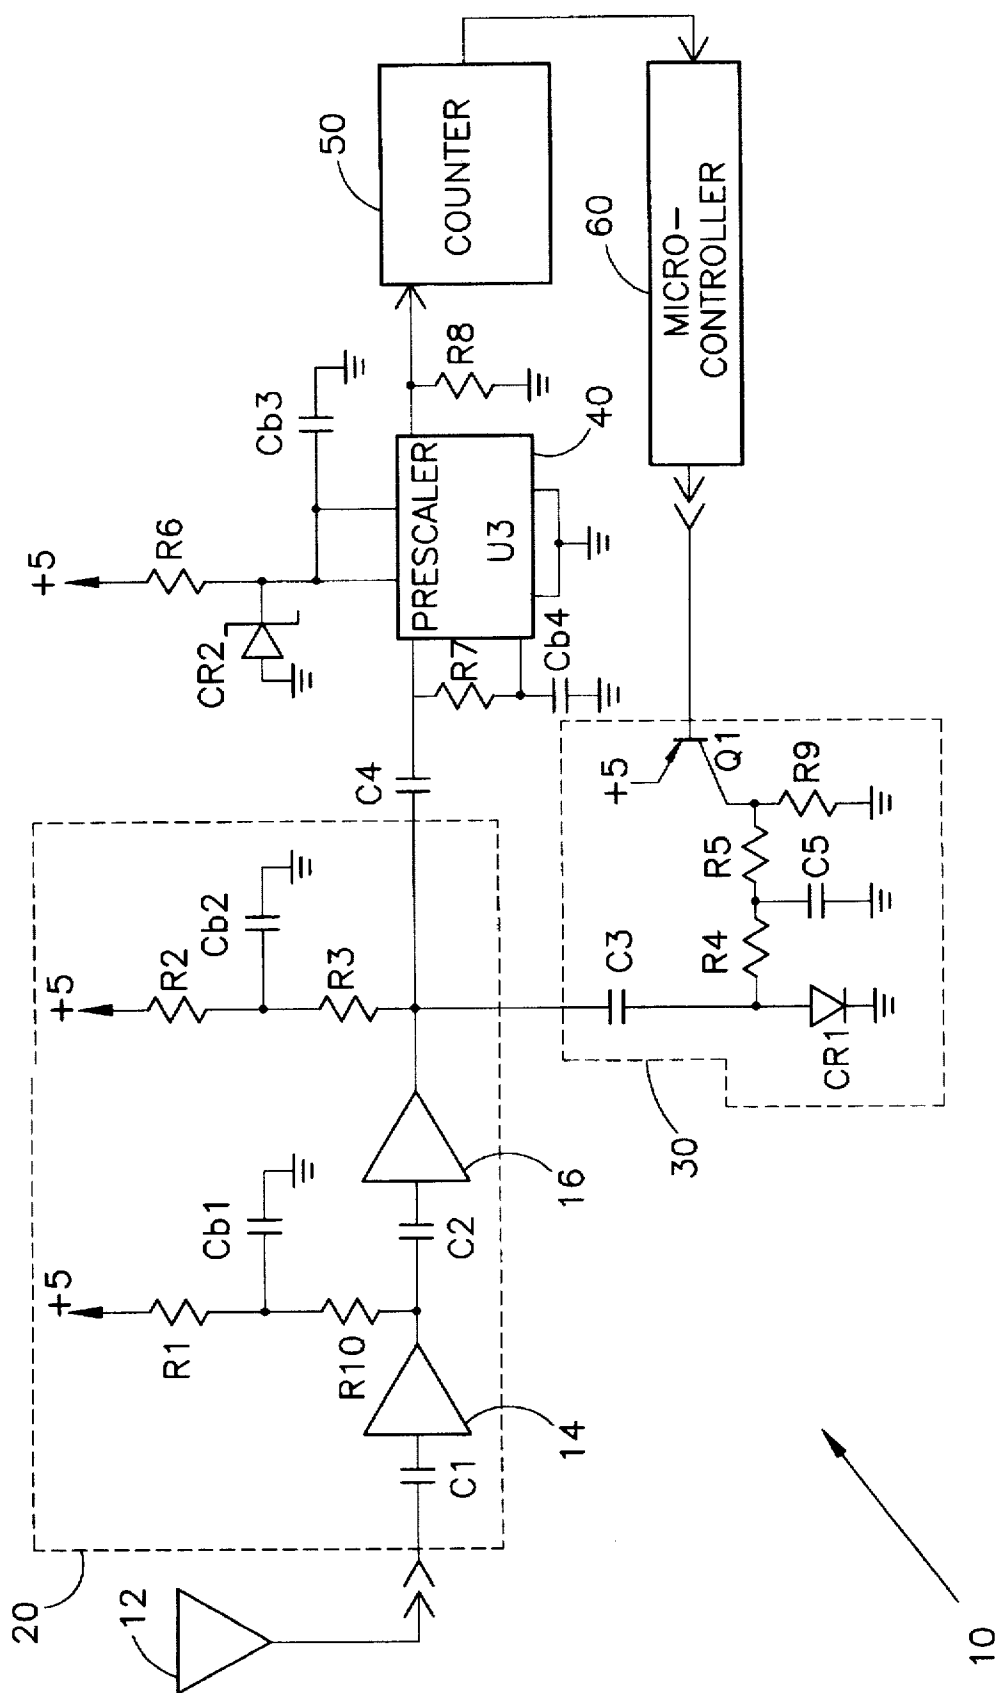 20
12
+5
R1
Cb1
R10
C1
14
C2
16
+5
R2
Cb2
R3
C4
+5
R6
CR2
Cb3
PRESCALER
U3
R7
Cb4
40
R8
50
COUNTER
60
MICRO-
CONTROLLER
30
C3
R4
CR1
R5
C5
+5
Q1
R9
10